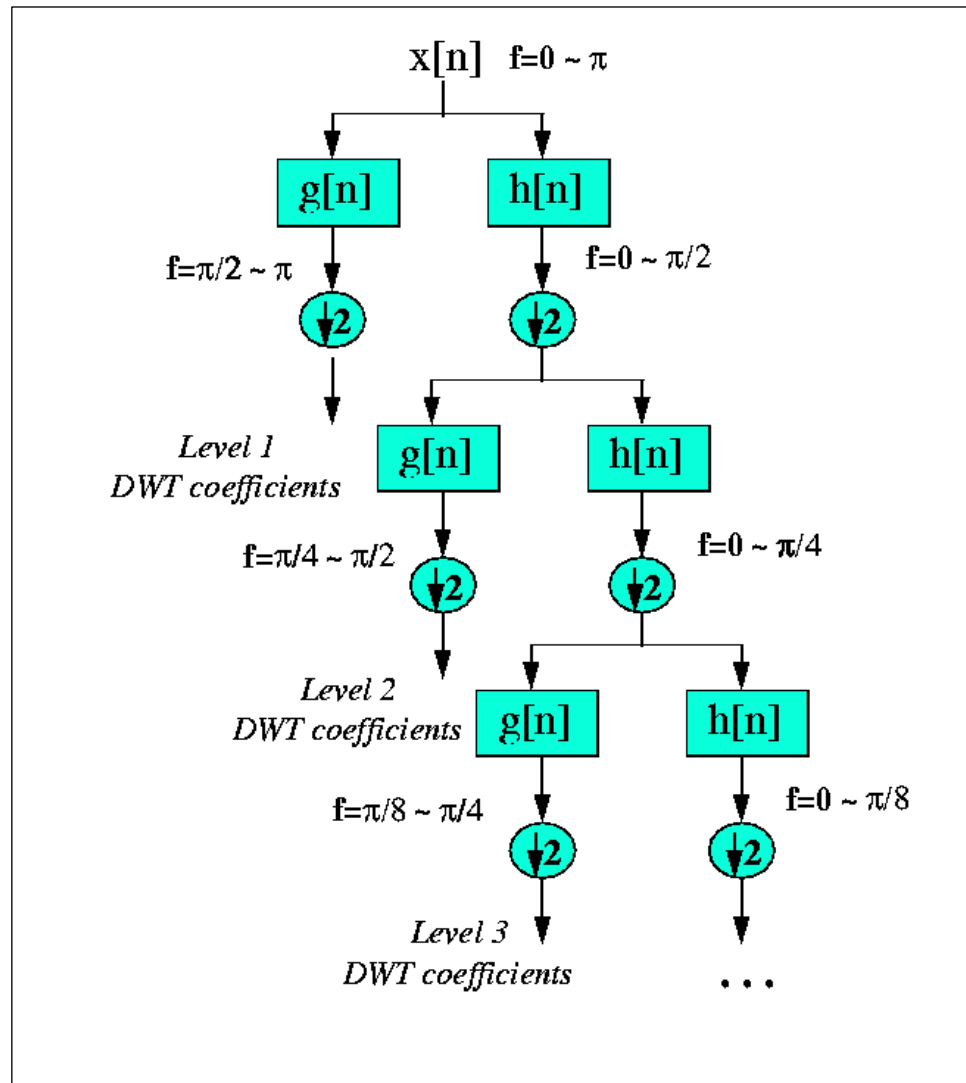 x[n] f=0 ~ π
g[n] h[n]
f=π/2 ~ π f=0 ~ π/2
2 2
Level 1
DWT coefficients
g[n] h[n]
f=π/4 ~ π/2 f=0 ~ π/4
2 2
Level 2
DWT coefficients
g[n] h[n]
f=π/8 ~ π/4 f=0 ~ π/8
2 2
Level 3
DWT coefficients
...